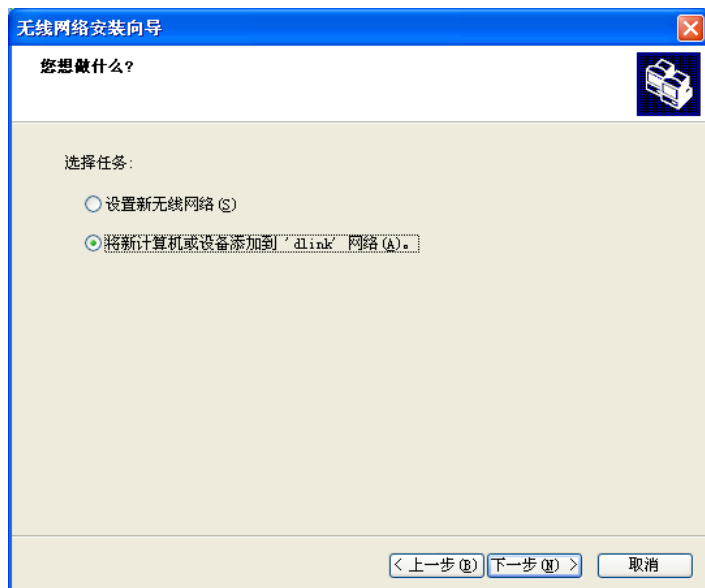 无线网络安装向导
您想做什么?
选择任务:
设置新无线网络(S)
将新计算机或设备添加到 'dlink' 网络(A)。
< 上一步(B) 下一步(N) > 取消